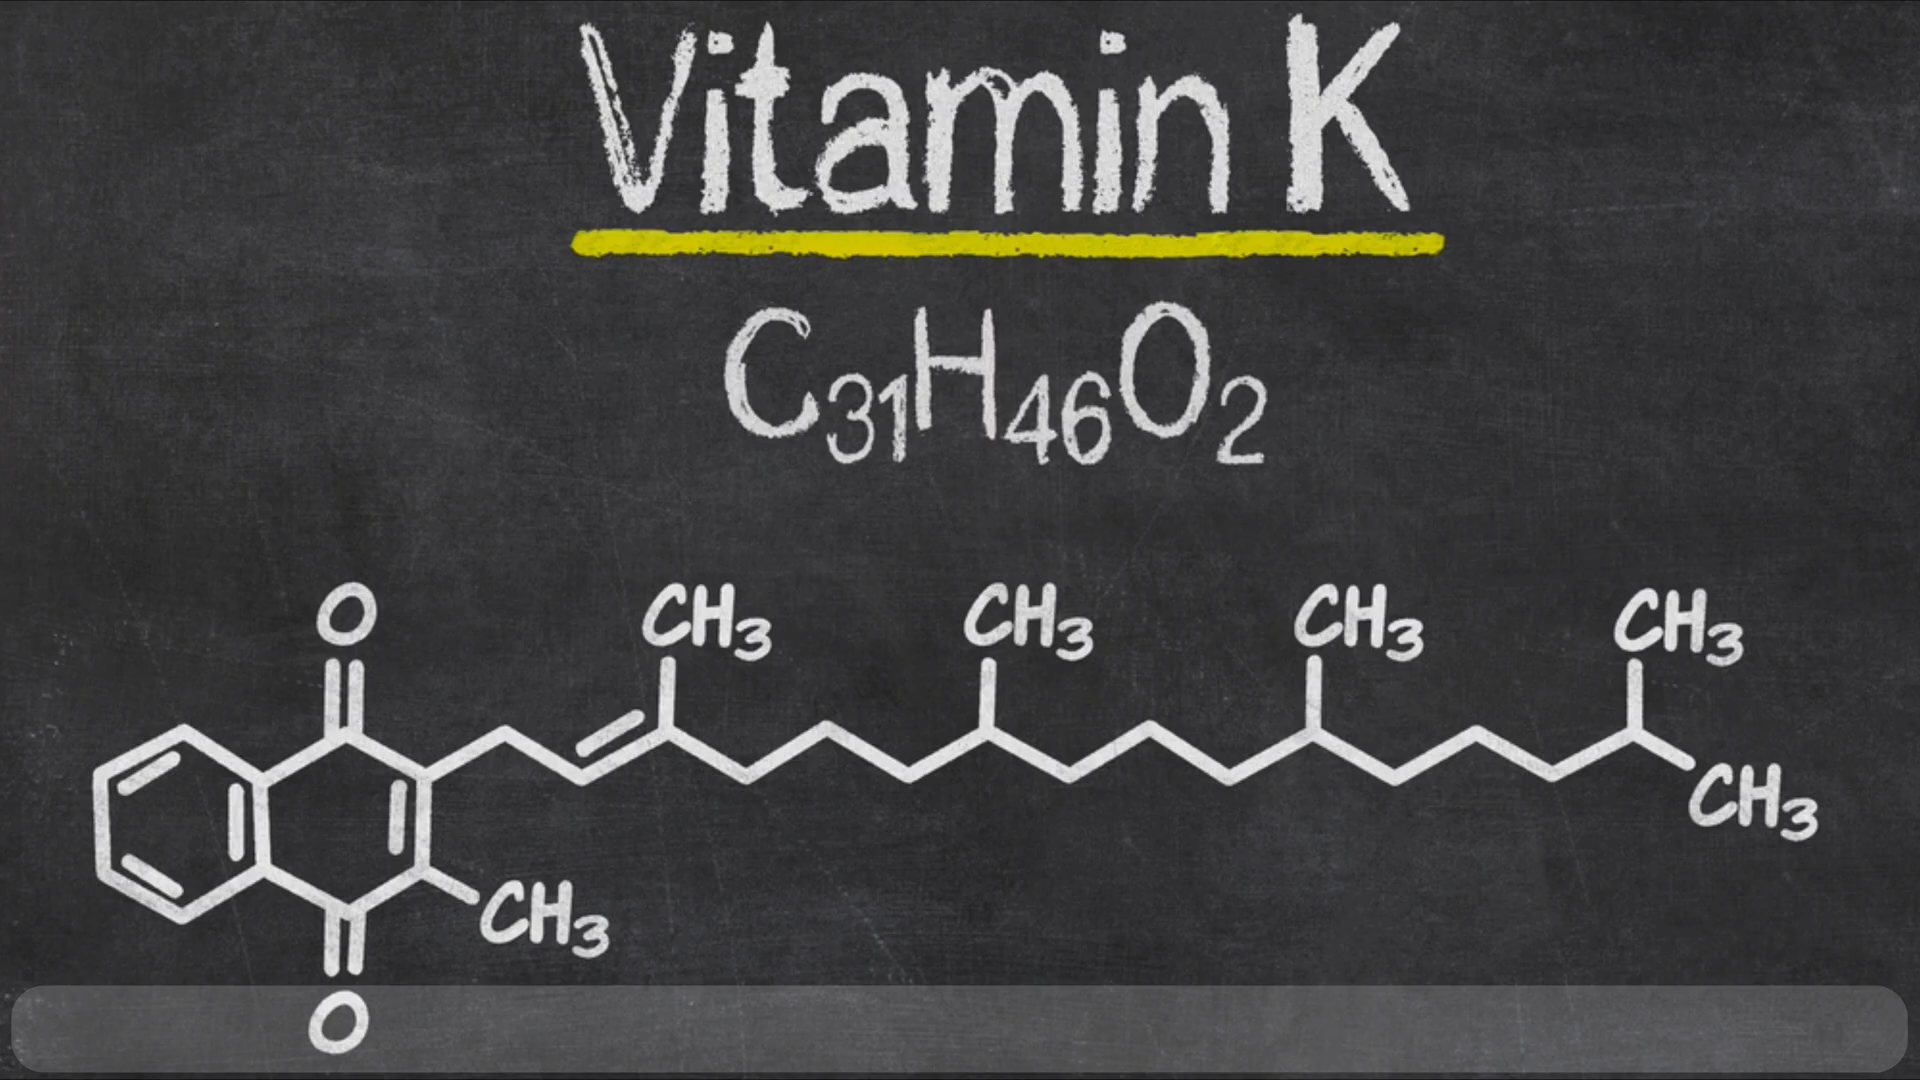 Vitamin K
C31H46O2
O
CH3 CH3 CH3 CH3
CH3
CH3
O